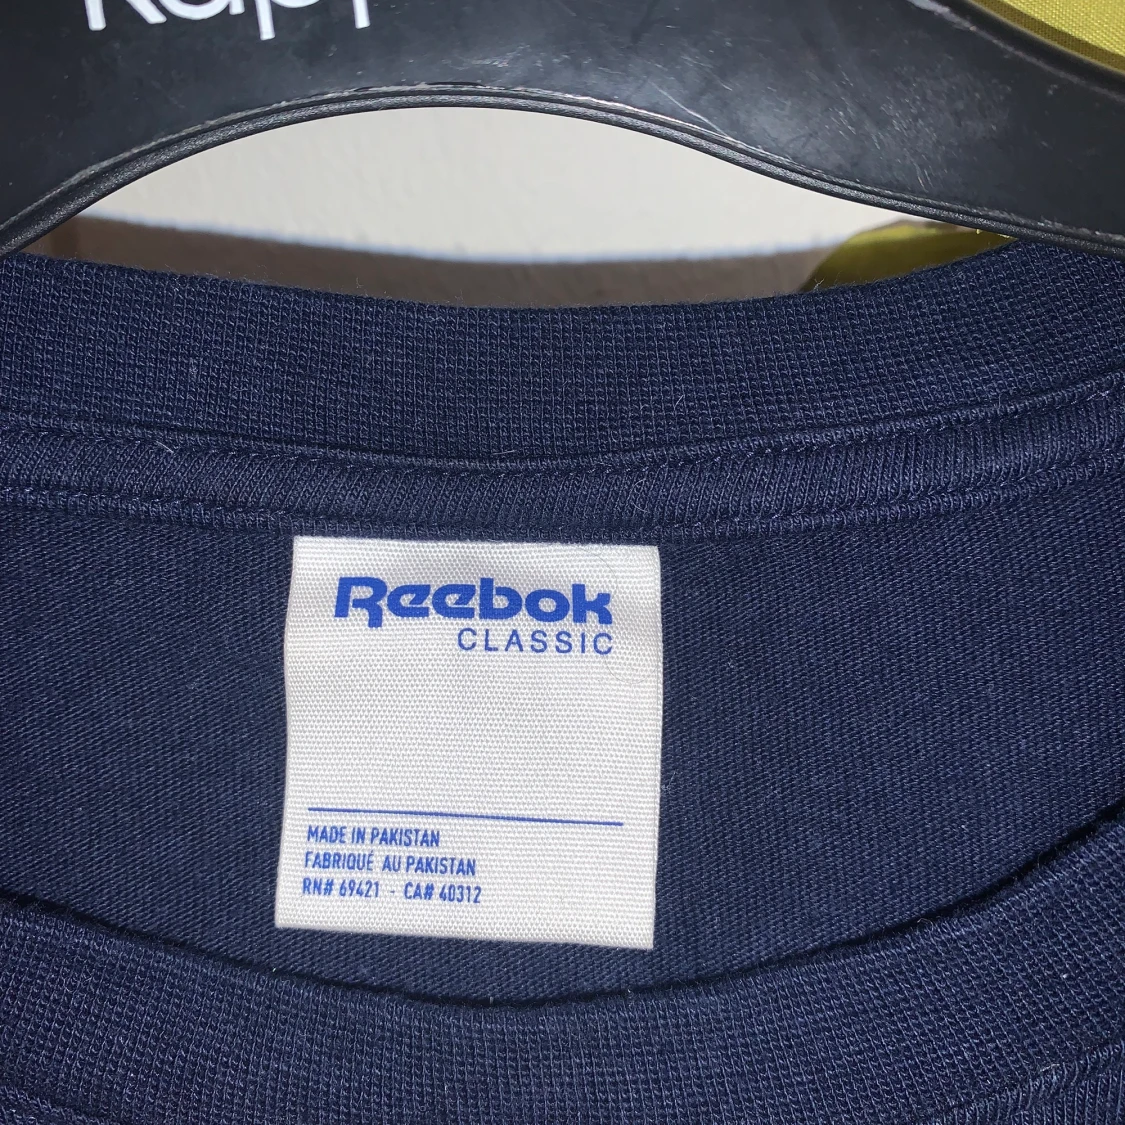 Reebok
CLASSIC
MADE IN PAKISTAN
FABRIQUÉ AU PAKISTAN
RN# 69421 - CA# 40312